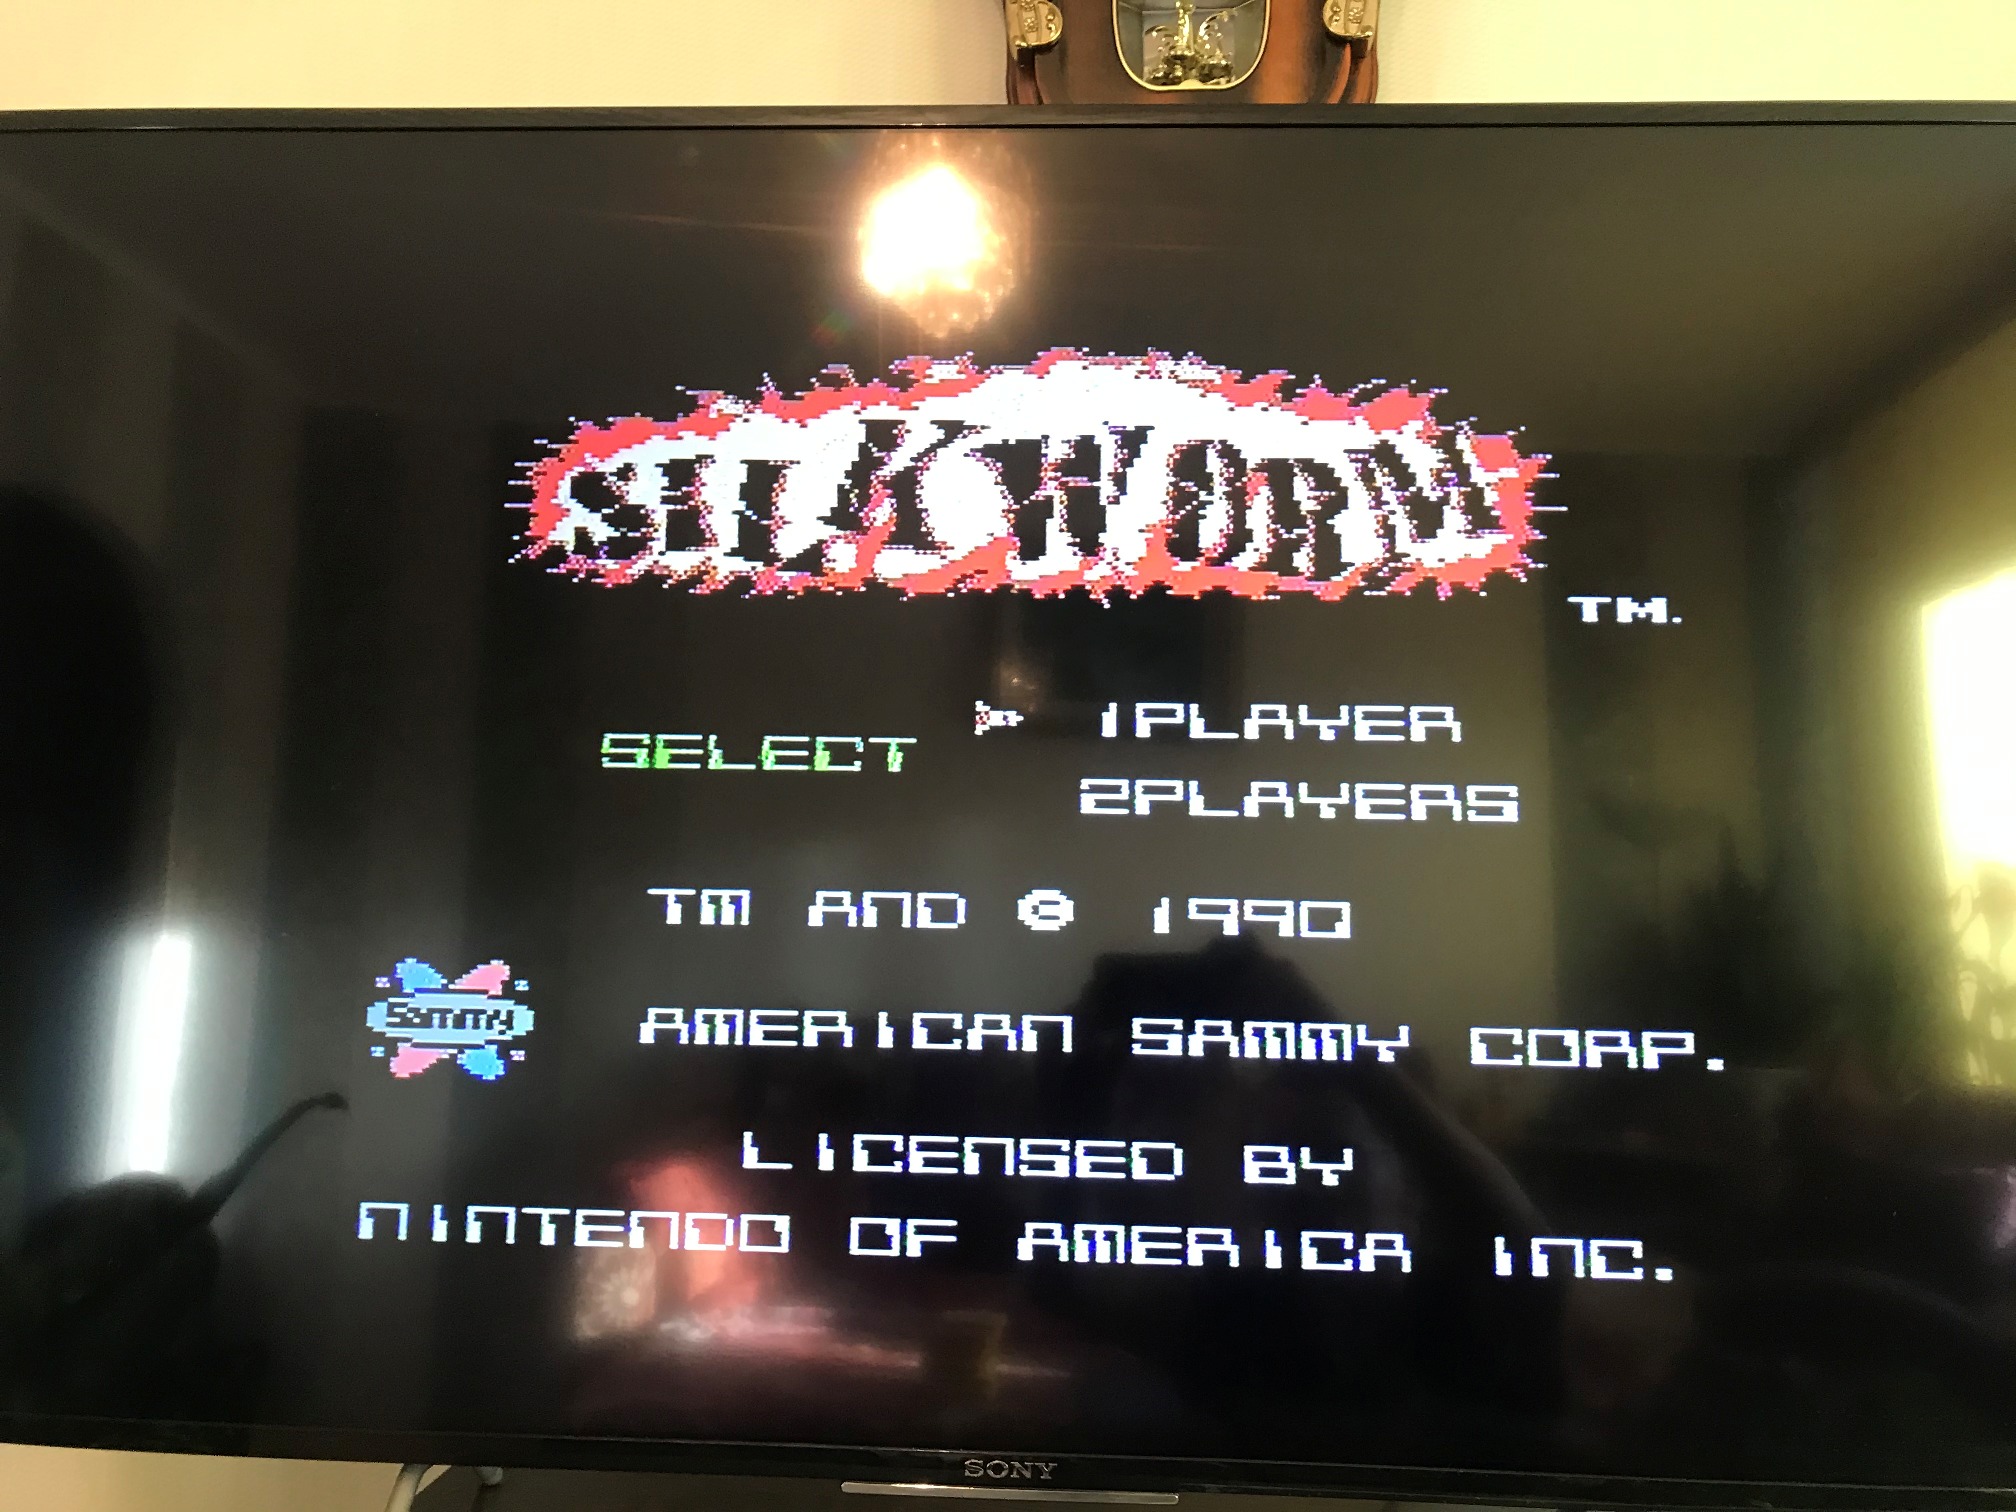 SILKWORM
TM.
SELECT
1PLAYER
2PLAYERS
TM AND © 1990
Sammy
AMERICAN SAMMY CORP.
LICENSED BY
NINTENDO OF AMERICA INC.
SONY